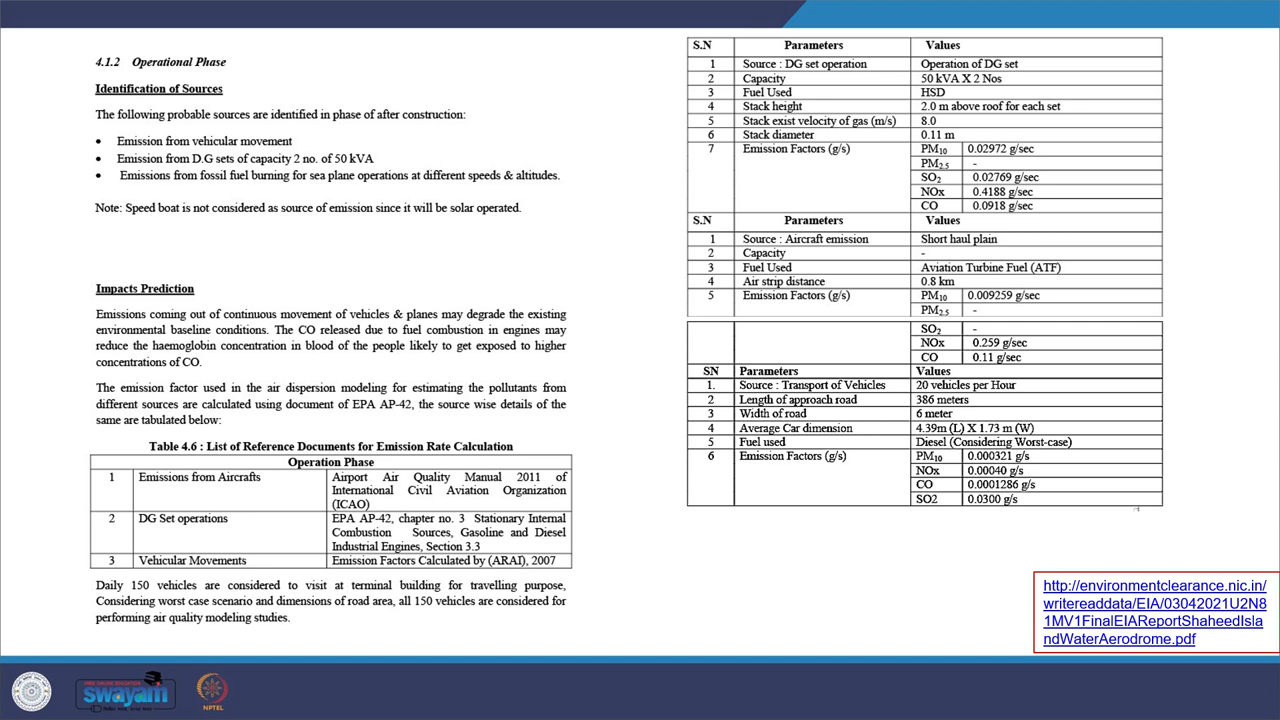 4.1.2 Operational Phase
Identification of Sources
The following probable sources are identified in phase of after construction:
• Emission from vehicular movement
• Emission from D.G sets of capacity 2 no. of 50 kVA
• Emissions from fossil fuel burning for sea plane operations at different speeds & altitudes.
Note: Speed boat is not considered as source of emission since it will be solar operated.
Impacts Prediction
Emissions coming out of continuous movement of vehicles & planes may degrade the existing
environmental baseline conditions. The CO released due to fuel combustion in engines may
reduce the haemoglobin concentration in blood of the people likely to get exposed to higher
concentrations of CO.
The emission factor used in the air dispersion modeling for estimating the pollutants from
different sources are calculated using document of EPA AP-42, the source wise details of the
same are tabulated below:
Table 4.6 : List of Reference Documents for Emission Rate Calculation
Operation Phase
1 Emissions from Aircrafts Airport Air Quality Manual 2011 of
International Civil Aviation Organization
(ICAO)
2 DG Set operations EPA AP-42, chapter no. 3 Stationary Internal
Combustion Sources, Gasoline and Diesel
Industrial Engines, Section 3.3
3 Vehicular Movements Emission Factors Calculated by (ARAI), 2007
Daily 150 vehicles are considered to visit at terminal building for travelling purpose,
Considering worst case scenario and dimensions of road area, all 150 vehicles are considered for
performing air quality modeling studies.
S.N Parameters Values
1 Source : DG set operation Operation of DG set
2 Capacity 50 kVA X 2 Nos
3 Fuel Used HSD
4 Stack height 2.0 m above roof for each set
5 Stack exist velocity of gas (m/s) 8.0
6 Stack diameter 0.11 m
7 Emission Factors (g/s) PM10 0.02972 g/sec
PM2.5 -
SO2 0.02769 g/sec
NOx 0.4188 g/sec
CO 0.0918 g/sec
S.N Parameters Values
1 Source : Aircraft emission Short haul plain
2 Capacity -
3 Fuel Used Aviation Turbine Fuel (ATF)
4 Air strip distance 0.8 km
5 Emission Factors (g/s) PM10 0.009259 g/sec
PM2.5 -
SO2 -
NOx 0.259 g/sec
CO 0.11 g/sec
SN Parameters Values
1. Source : Transport of Vehicles 20 vehicles per Hour
2 Length of approach road 386 meters
3 Width of road 6 meter
4 Average Car dimension 4.39m (L) X 1.73 m (W)
5 Fuel used Diesel (Considering Worst-case)
6 Emission Factors (g/s) PM10 0.000321 g/s
NOx 0.00040 g/s
CO 0.0001286 g/s
SO2 0.0300 g/s
http://environmentclearance.nic.in/
writereaddata/EIA/03042021U2N8
1MV1FinalEIAReportShaheedIsla
ndWaterAerodrome.pdf
swayam
NPTEL